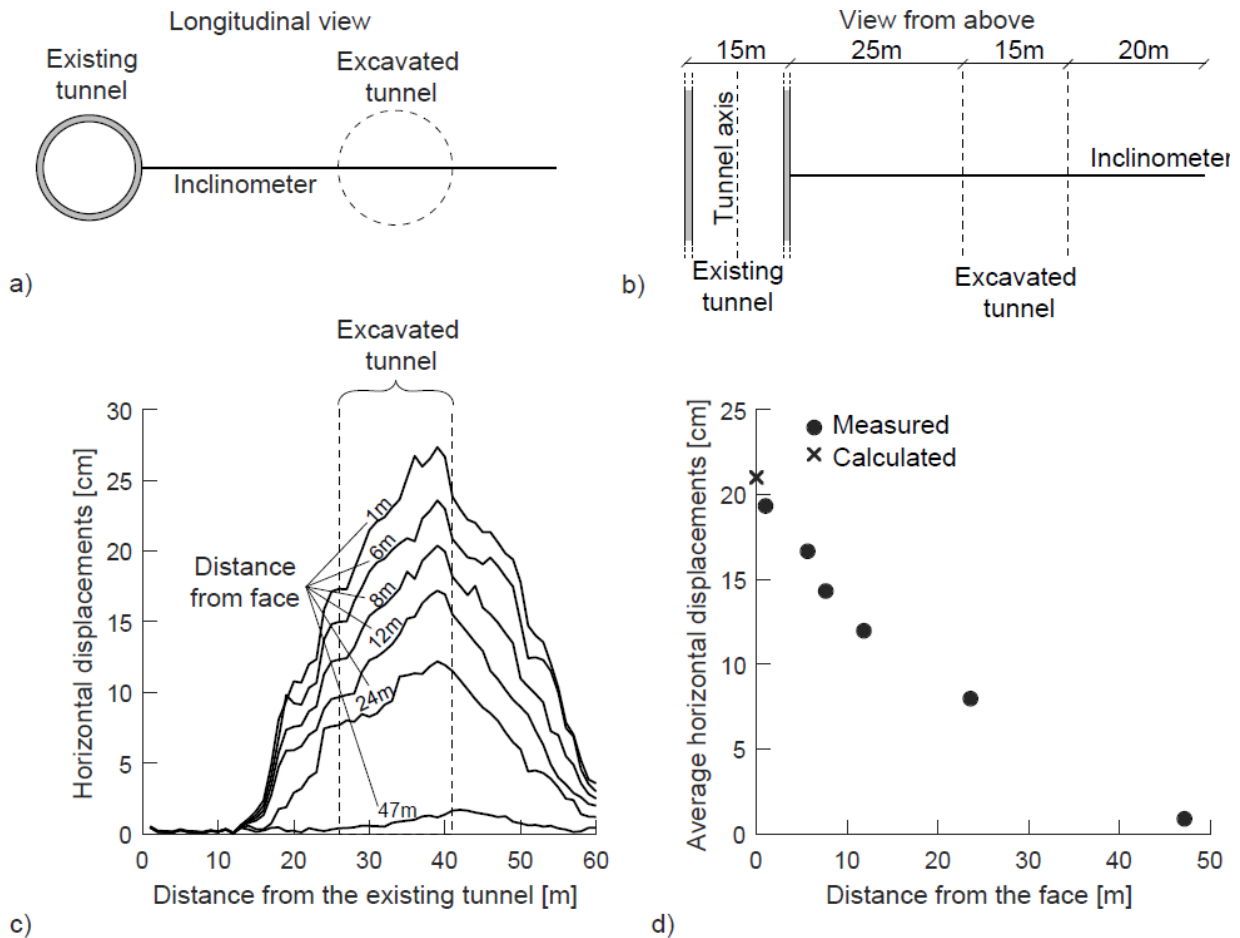 Longitudinal view
Existing
tunnel
Excavated
tunnel
Inclinometer
a)
View from above
15m
25m
15m
20m
Tunnel axis
Inclinometer
Existing
tunnel
Excavated
tunnel
b)
Excavated
tunnel
Horizontal displacements [cm]
30
25
20
15
10
5
0
Distance
from face
1m
6m
8m
12m
24m
47m
0 10 20 30 40 50 60
Distance from the existing tunnel [m]
c)
Average horizontal displacements [cm]
25
20
15
10
5
0
Measured
Calculated
0 10 20 30 40 50
Distance from the face [m]
d)